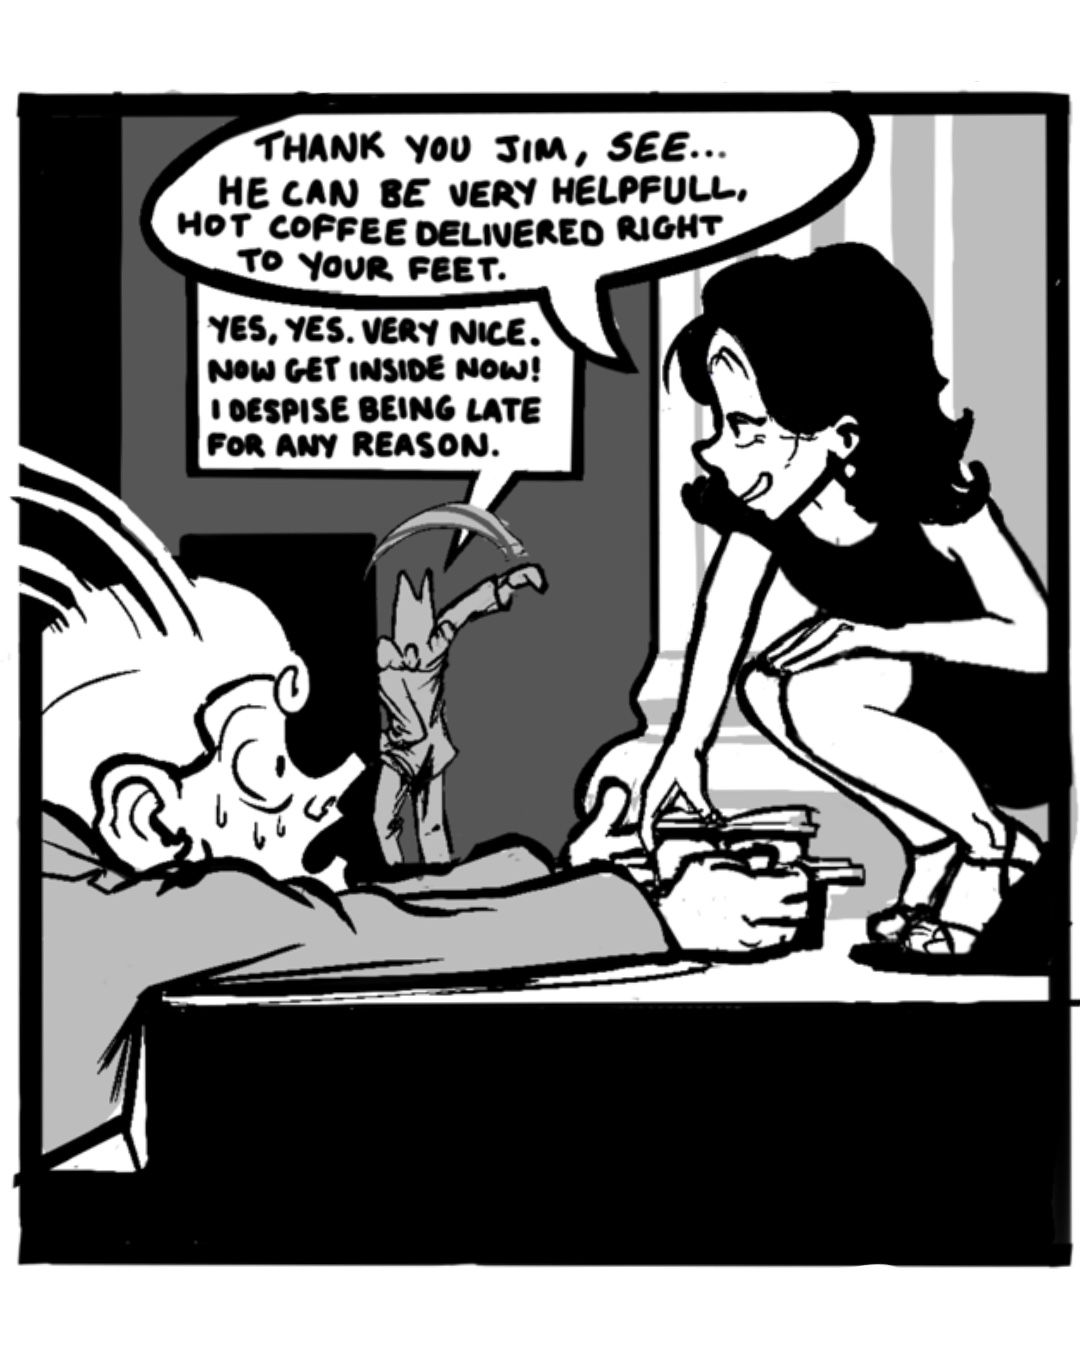 THANK YOU JIM, SEE...
HE CAN BE VERY HELPFULL,
HOT COFFEE DELIVERED RIGHT
TO YOUR FEET.
YES, YES. VERY NICE.
NOW GET INSIDE NOW!
I DESPISE BEING LATE
FOR ANY REASON.